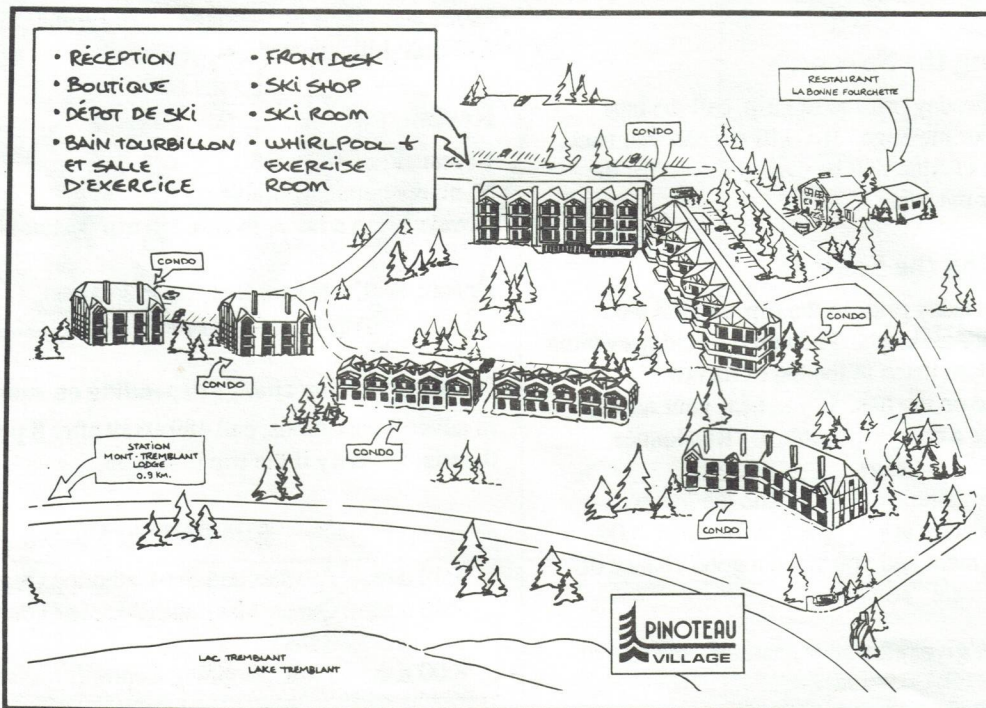 • RÉCEPTION
• BOUTIQUE
• DÉPOT DE SKI
• BAIN TOURBILLON
ET SALLE
D'EXERCICE
• FRONT DESK
• SKI SHOP
• SKI ROOM
• WHIRLPOOL +
EXERCISE
ROOM
RESTAURANT
LA BONNE FOURCHETTE
CONDO
CONDO
CONDO
CONDO
CONDO
STATION
MONT-TREMBLANT
LODGE
0.9 KM.
CONDO
PINOTEAU
VILLAGE
LAC TREMBLANT
LAKE TREMBLANT